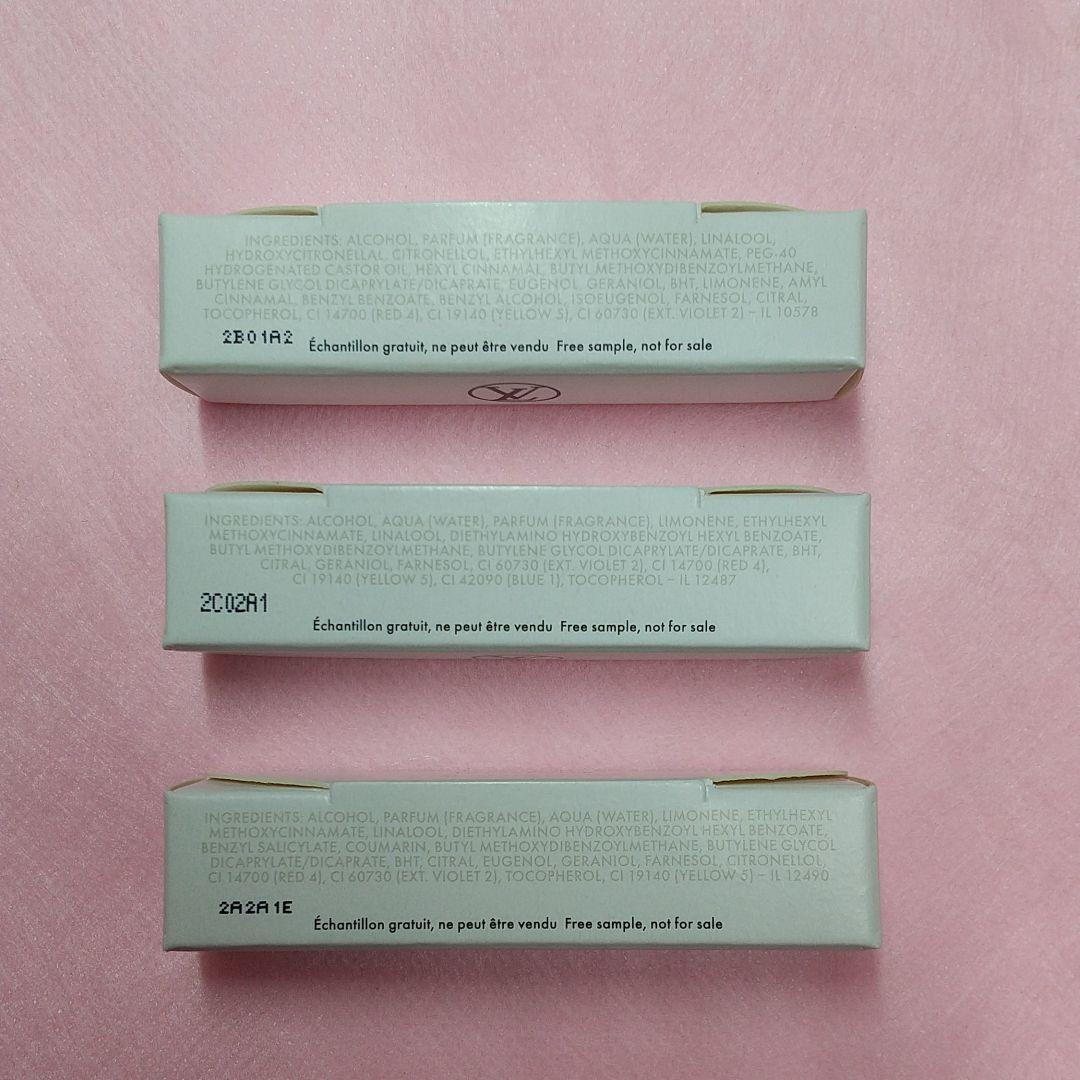 INGREDIENTS: ALCOHOL, PARFUM (FRAGRANCE), AQUA (WATER), LINALOOL,
HYDROXYCITRONELLAL, CITRONELLOL, ETHYLHEXYL METHOXYCINNAMATE, PEG-40
HYDROGENATED CASTOR OIL, HEXYL CINNAMAL, BUTYL METHOXYDIBENZOYLMETHANE,
BUTYLENE GLYCOL DICAPRYLATE/DICAPRATE, EUGENOL, GERANIOL, BHT, LIMONENE, AMYL
CINNAMAL, BENZYL BENZOATE, BENZYL ALCOHOL, ISOEUGENOL, FARNESOL, CITRAL,
TOCOPHEROL, CI 14700 (RED 4), CI 19140 (YELLOW 5), CI 60730 (EXT. VIOLET 2) – IL 10578
2B01A2
Échantillon gratuit, ne peut être vendu Free sample, not for sale
LV
INGREDIENTS: ALCOHOL, AQUA (WATER), PARFUM (FRAGRANCE), LIMONENE, ETHYLHEXYL
METHOXYCINNAMATE, LINALOOL, DIETHYLAMINO HYDROXYBENZOYL HEXYL BENZOATE,
BUTYL METHOXYDIBENZOYLMETHANE, BUTYLENE GLYCOL DICAPRYLATE/DICAPRATE, BHT,
CITRAL, GERANIOL, FARNESOL, CI 60730 (EXT. VIOLET 2), CI 14700 (RED 4),
CI 19140 (YELLOW 5), CI 42090 (BLUE 1), TOCOPHEROL – IL 12487
2C02A1
Échantillon gratuit, ne peut être vendu Free sample, not for sale
INGREDIENTS: ALCOHOL, PARFUM (FRAGRANCE), AQUA (WATER), LIMONENE, ETHYLHEXYL
METHOXYCINNAMATE, LINALOOL, DIETHYLAMINO HYDROXYBENZOYL HEXYL BENZOATE,
BENZYL SALICYLATE, COUMARIN, BUTYL METHOXYDIBENZOYLMETHANE, BUTYLENE GLYCOL
DICAPRYLATE/DICAPRATE, BHT, CITRAL, EUGENOL, GERANIOL, FARNESOL, CITRONELLOL,
CI 14700 (RED 4), CI 60730 (EXT. VIOLET 2), TOCOPHEROL, CI 19140 (YELLOW 5) – IL 12490
2A2A1E
Échantillon gratuit, ne peut être vendu Free sample, not for sale